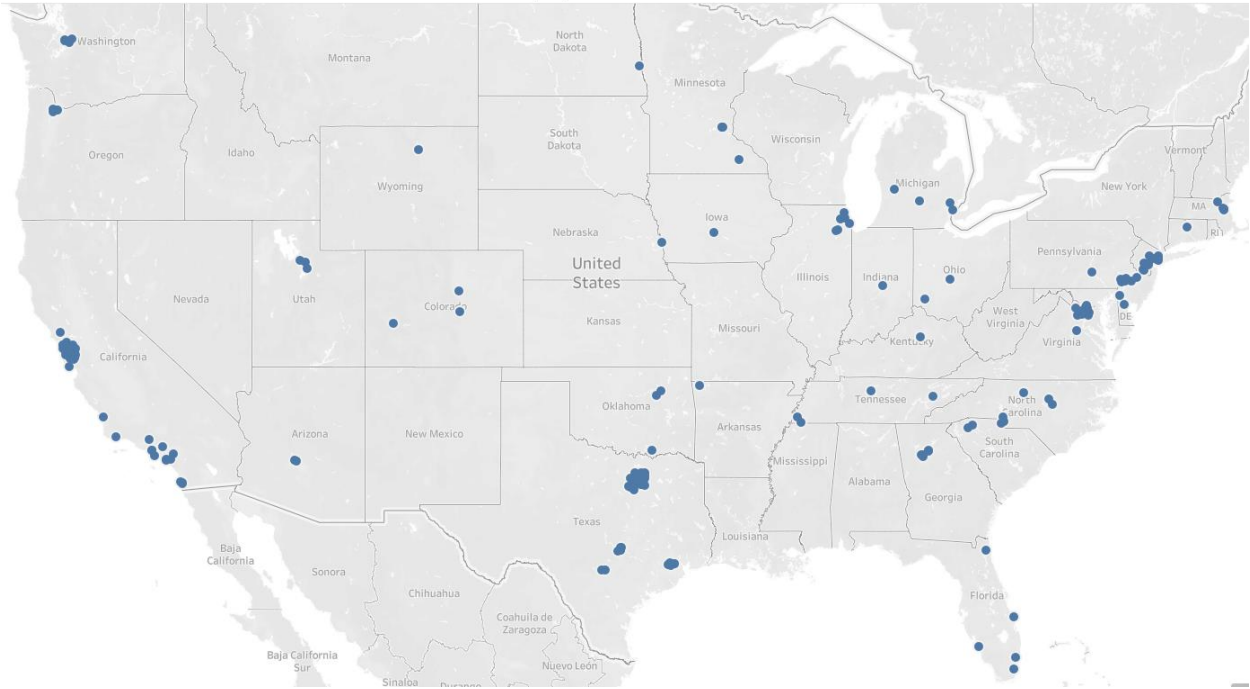 Washington
Montana
North
Dakota
Minnesota
Oregon
Idaho
South
Dakota
Wisconsin
Vermont
Wyoming
Michigan
New York
MA
Iowa
RI
Nebraska
Pennsylvania
United
States
Nevada
Utah
Colorado
Illinois
Indiana
Ohio
Kansas
Missouri
West
Virginia
DE
Virginia
California
Kentucky
Oklahoma
Tennessee
North
Carolina
Arizona
New Mexico
Arkansas
South
Carolina
Mississippi
Alabama
Georgia
Texas
Louisiana
Baja
California
Sonora
Chihuahua
Florida
Coahuila de
Zaragoza
Baja California
Sur
Nuevo León
Sinaloa
Durango